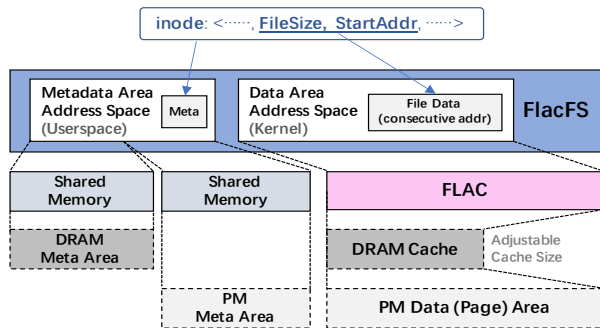 inode: <······, FileSize, StartAddr, ······>
Metadata Area
Address Space
(Userspace)
Meta
Data Area
Address Space
(Kernel)
File Data
(consecutive addr)
FlacFS
Shared
Memory
Shared
Memory
FLAC
DRAM
Meta Area
DRAM Cache
Adjustable
Cache Size
PM
Meta Area
PM Data (Page) Area